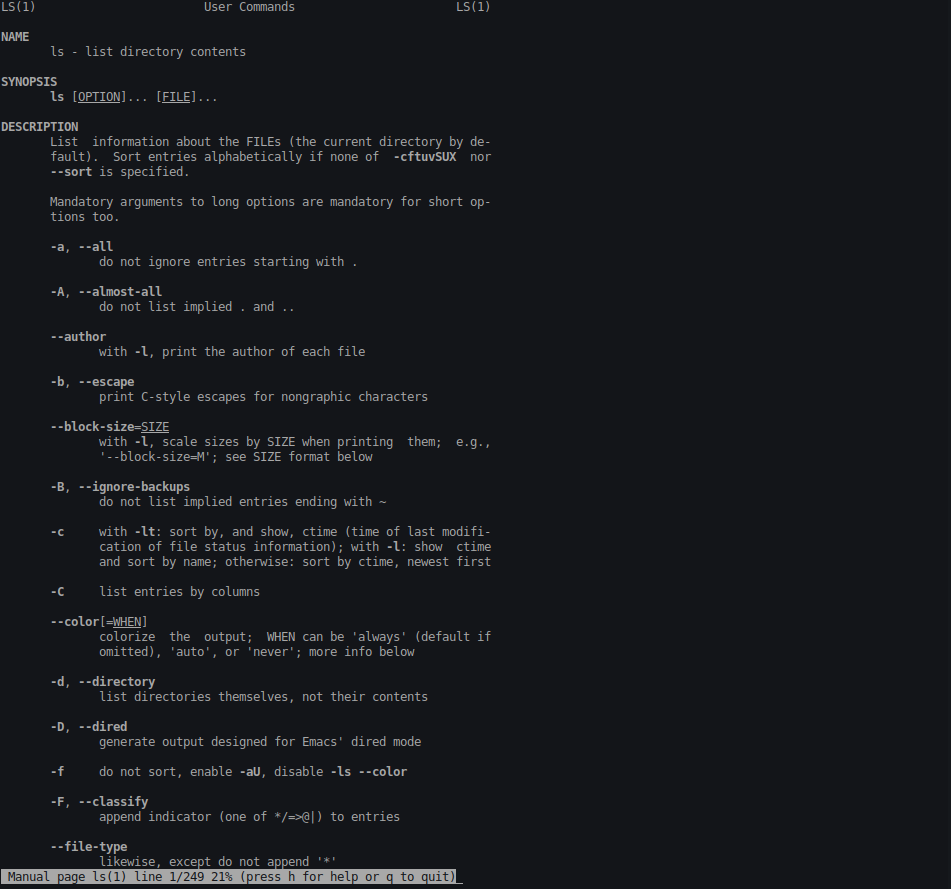 LS(1)                        User Commands                       LS(1)

NAME
       ls - list directory contents

SYNOPSIS
       ls [OPTION]... [FILE]...

DESCRIPTION
       List  information about the FILEs (the current directory by de-
       fault).  Sort entries alphabetically if none of  -cftuvSUX  nor
       --sort is specified.

       Mandatory arguments to long options are mandatory for short op-
       tions too.

       -a, --all
              do not ignore entries starting with .

       -A, --almost-all
              do not list implied . and ..

       --author
              with -l, print the author of each file

       -b, --escape
              print C-style escapes for nongraphic characters

       --block-size=SIZE
              with -l, scale sizes by SIZE when printing  them;  e.g.,
              '--block-size=M'; see SIZE format below

       -B, --ignore-backups
              do not list implied entries ending with ~

       -c     with -lt: sort by, and show, ctime (time of last modifi-
              cation of file status information); with -l: show  ctime
              and sort by name; otherwise: sort by ctime, newest first

       -C     list entries by columns

       --color[=WHEN]
              colorize  the  output;  WHEN can be 'always' (default if
              omitted), 'auto', or 'never'; more info below

       -d, --directory
              list directories themselves, not their contents

       -D, --dired
              generate output designed for Emacs' dired mode

       -f     do not sort, enable -aU, disable -ls --color

       -F, --classify
              append indicator (one of */=>@|) to entries

       --file-type
              likewise, except do not append '*'
 Manual page ls(1) line 1/249 21% (press h for help or q to quit)